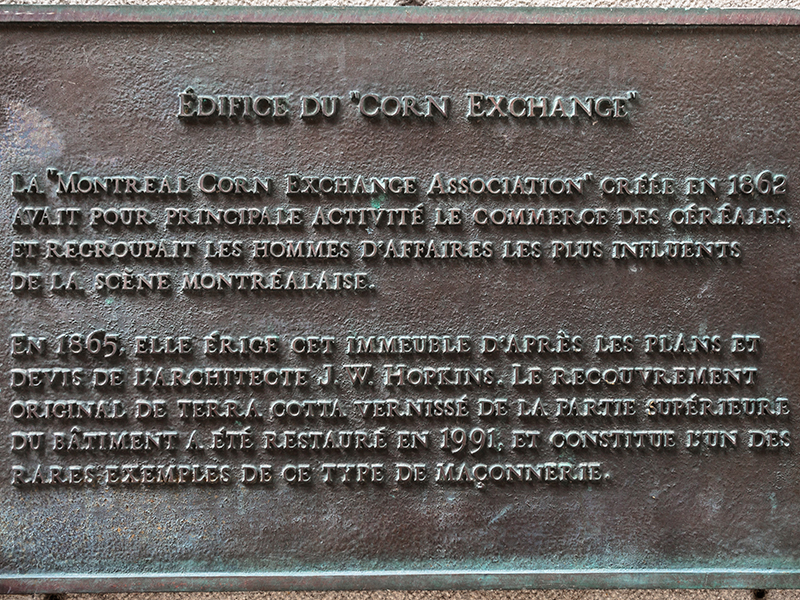 ÉDIFICE DU "CORN EXCHANGE"
LA "MONTREAL CORN EXCHANGE ASSOCIATION" CRÉÉE EN 1862
AVAIT POUR PRINCIPALE ACTIVITÉ LE COMMERCE DES CÉRÉALES,
ET REGROUPAIT LES HOMMES D'AFFAIRES LES PLUS INFLUENTS
DE LA SCÈNE MONTRÉALAISE.
EN 1865, ELLE ÉRIGE CET IMMEUBLE D'APRÈS LES PLANS ET
DEVIS DE L'ARCHITECTE J. W. HOPKINS. LE RECOUVREMENT
ORIGINAL DE TERRA COTTA VERNISSÉ DE LA PARTIE SUPÉRIEURE
DU BÂTIMENT A ÉTÉ RESTAURÉ EN 1991, ET CONSTITUE L'UN DES
RARES EXEMPLES DE CE TYPE DE MAÇONNERIE.